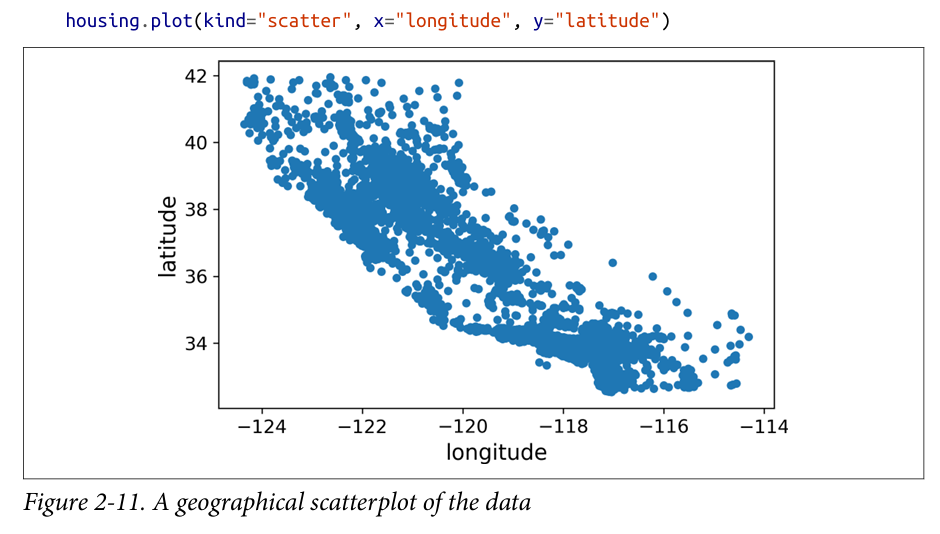 housing.plot(kind="scatter", x="longitude", y="latitude")
42
40
38
36
34
latitude
−124 −122 −120 −118 −116 −114
longitude
Figure 2-11. A geographical scatterplot of the data